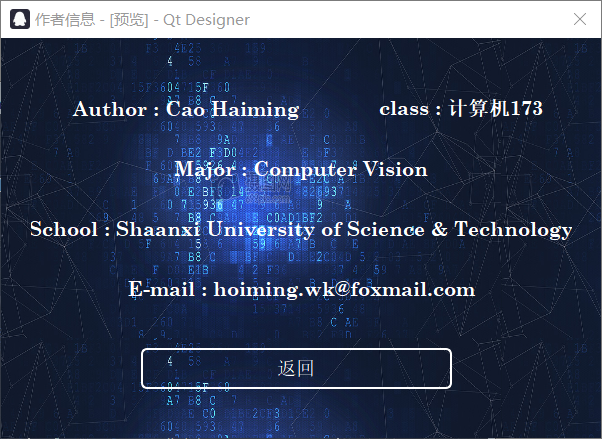 作者信息 - [预览] - Qt Designer
Author : Cao Haiming class : 计算机173
Major : Computer Vision
School : Shaanxi University of Science & Technology
E-mail : hoiming.wk@foxmail.com
返回